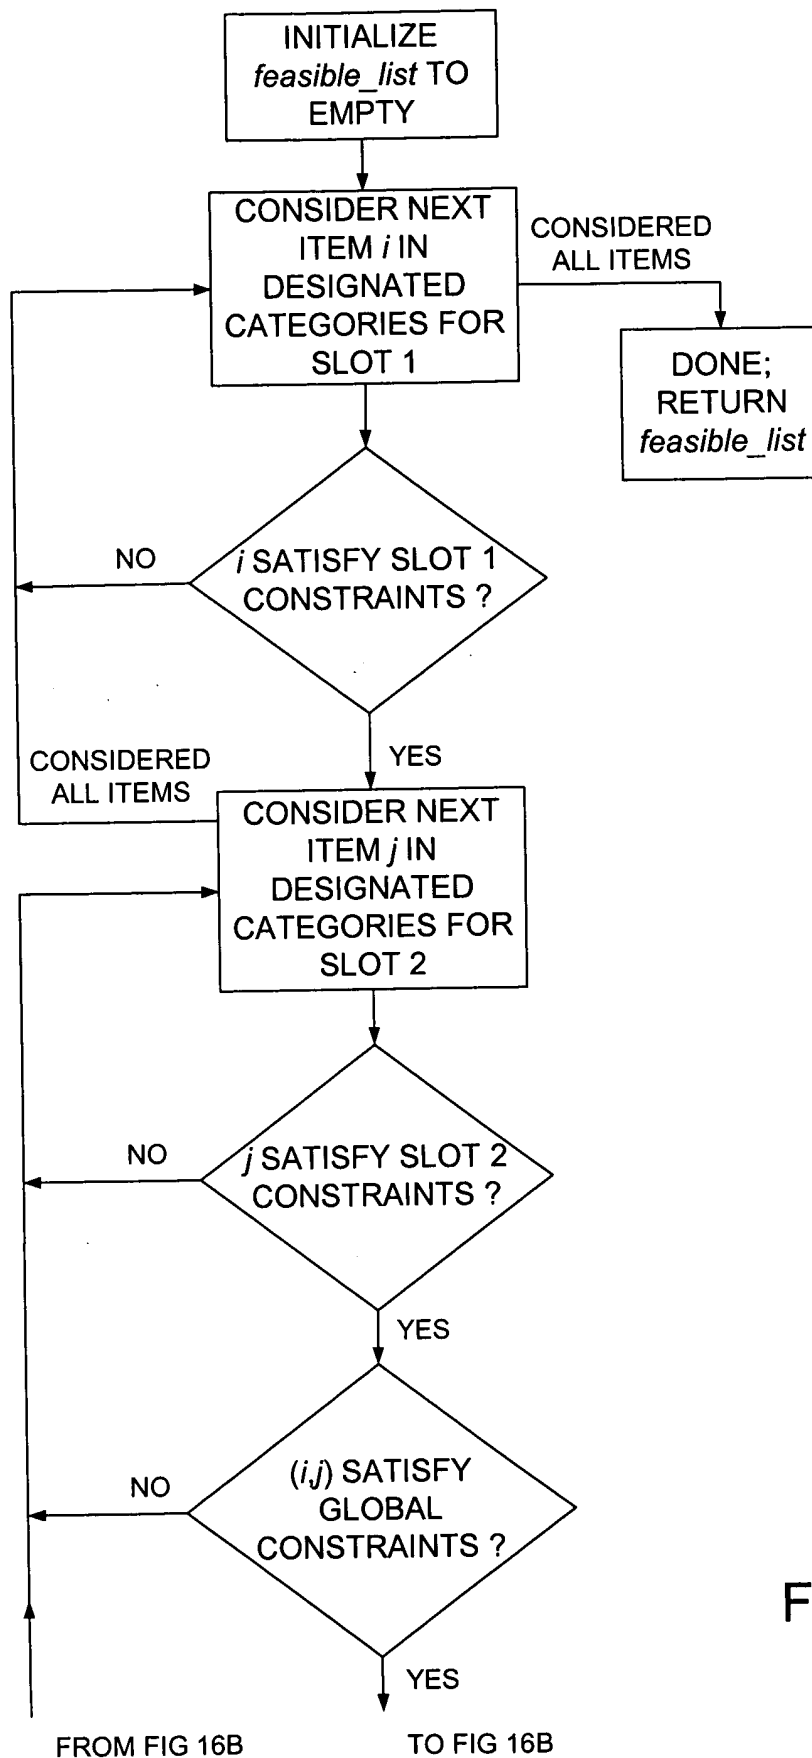 INITIALIZE
feasible_list TO
EMPTY
CONSIDER NEXT
ITEM i IN
DESIGNATED
CATEGORIES FOR
SLOT 1
CONSIDERED
ALL ITEMS
DONE;
RETURN
feasible_list
i SATISFY SLOT 1
CONSTRAINTS ?
NO
YES
CONSIDERED
ALL ITEMS
CONSIDER NEXT
ITEM j IN
DESIGNATED
CATEGORIES FOR
SLOT 2
j SATISFY SLOT 2
CONSTRAINTS ?
NO
YES
(i,j) SATISFY
GLOBAL
CONSTRAINTS ?
NO
F
YES
FROM FIG 16B
TO FIG 16B